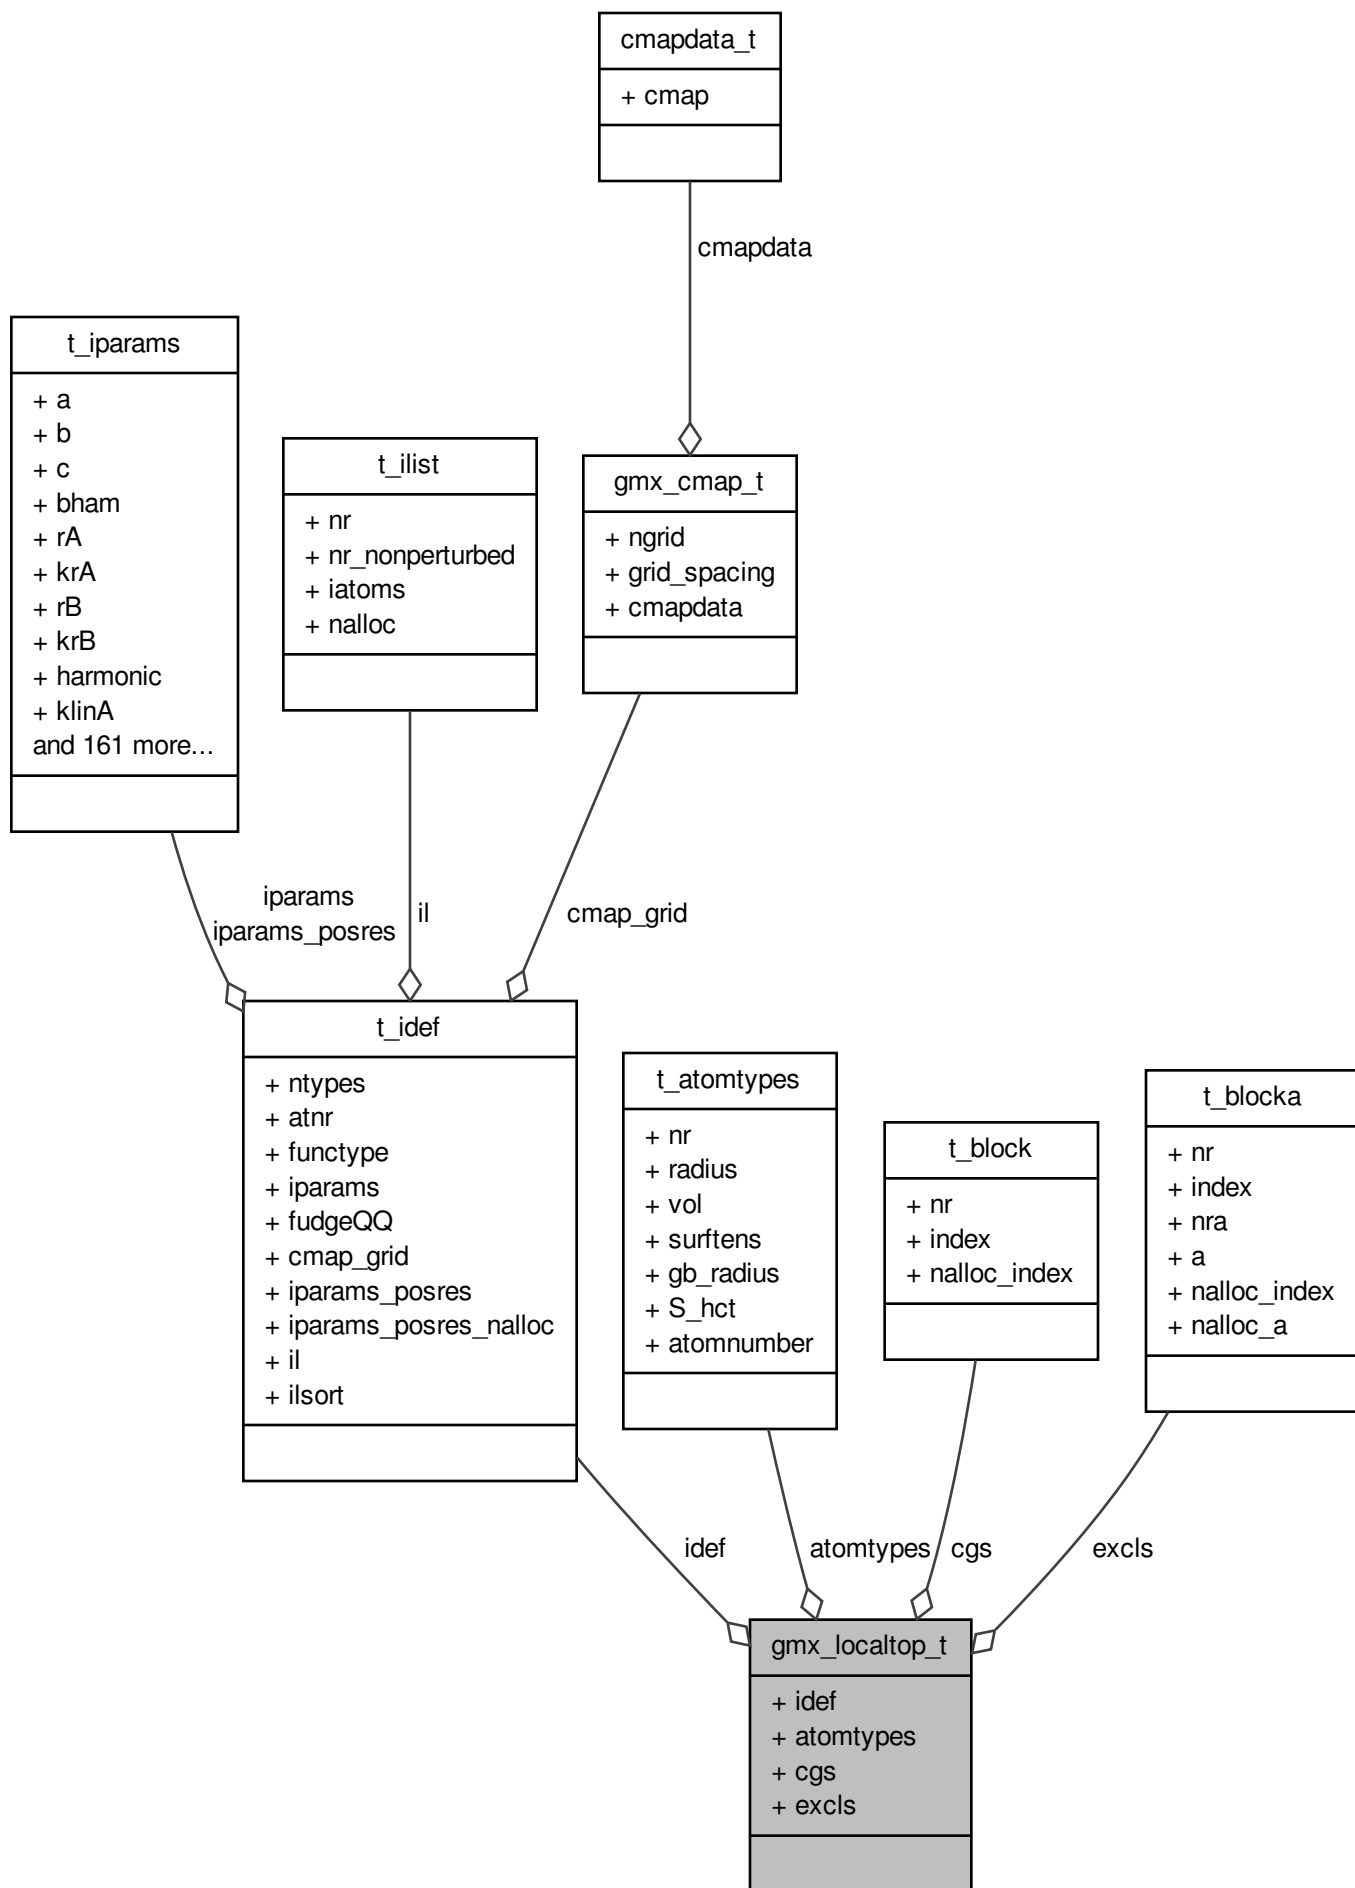 cmapdata_t
+ cmap
cmapdata
t_iparams
+ a
+ b
+ c
+ bham
+ rA
+ krA
+ rB
+ krB
+ harmonic
+ klinA
and 161 more...
t_ilist
+ nr
+ nr_nonperturbed
+ iatoms
+ nalloc
gmx_cmap_t
+ ngrid
+ grid_spacing
+ cmapdata
iparams
iparams_posres
il
cmap_grid
t_idef
+ ntypes
+ atnr
+ functype
+ iparams
+ fudgeQQ
+ cmap_grid
+ iparams_posres
+ iparams_posres_nalloc
+ il
+ ilsort
t_atomtypes
+ nr
+ radius
+ vol
+ surftens
+ gb_radius
+ S_hct
+ atomnumber
t_block
+ nr
+ index
+ nalloc_index
t_blocka
+ nr
+ index
+ nra
+ a
+ nalloc_index
+ nalloc_a
idef
atomtypes
cgs
excls
gmx_localtop_t
+ idef
+ atomtypes
+ cgs
+ excls